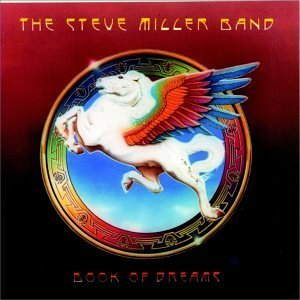 THE STEVE MILLER BAND
BOOK OF DREAMS